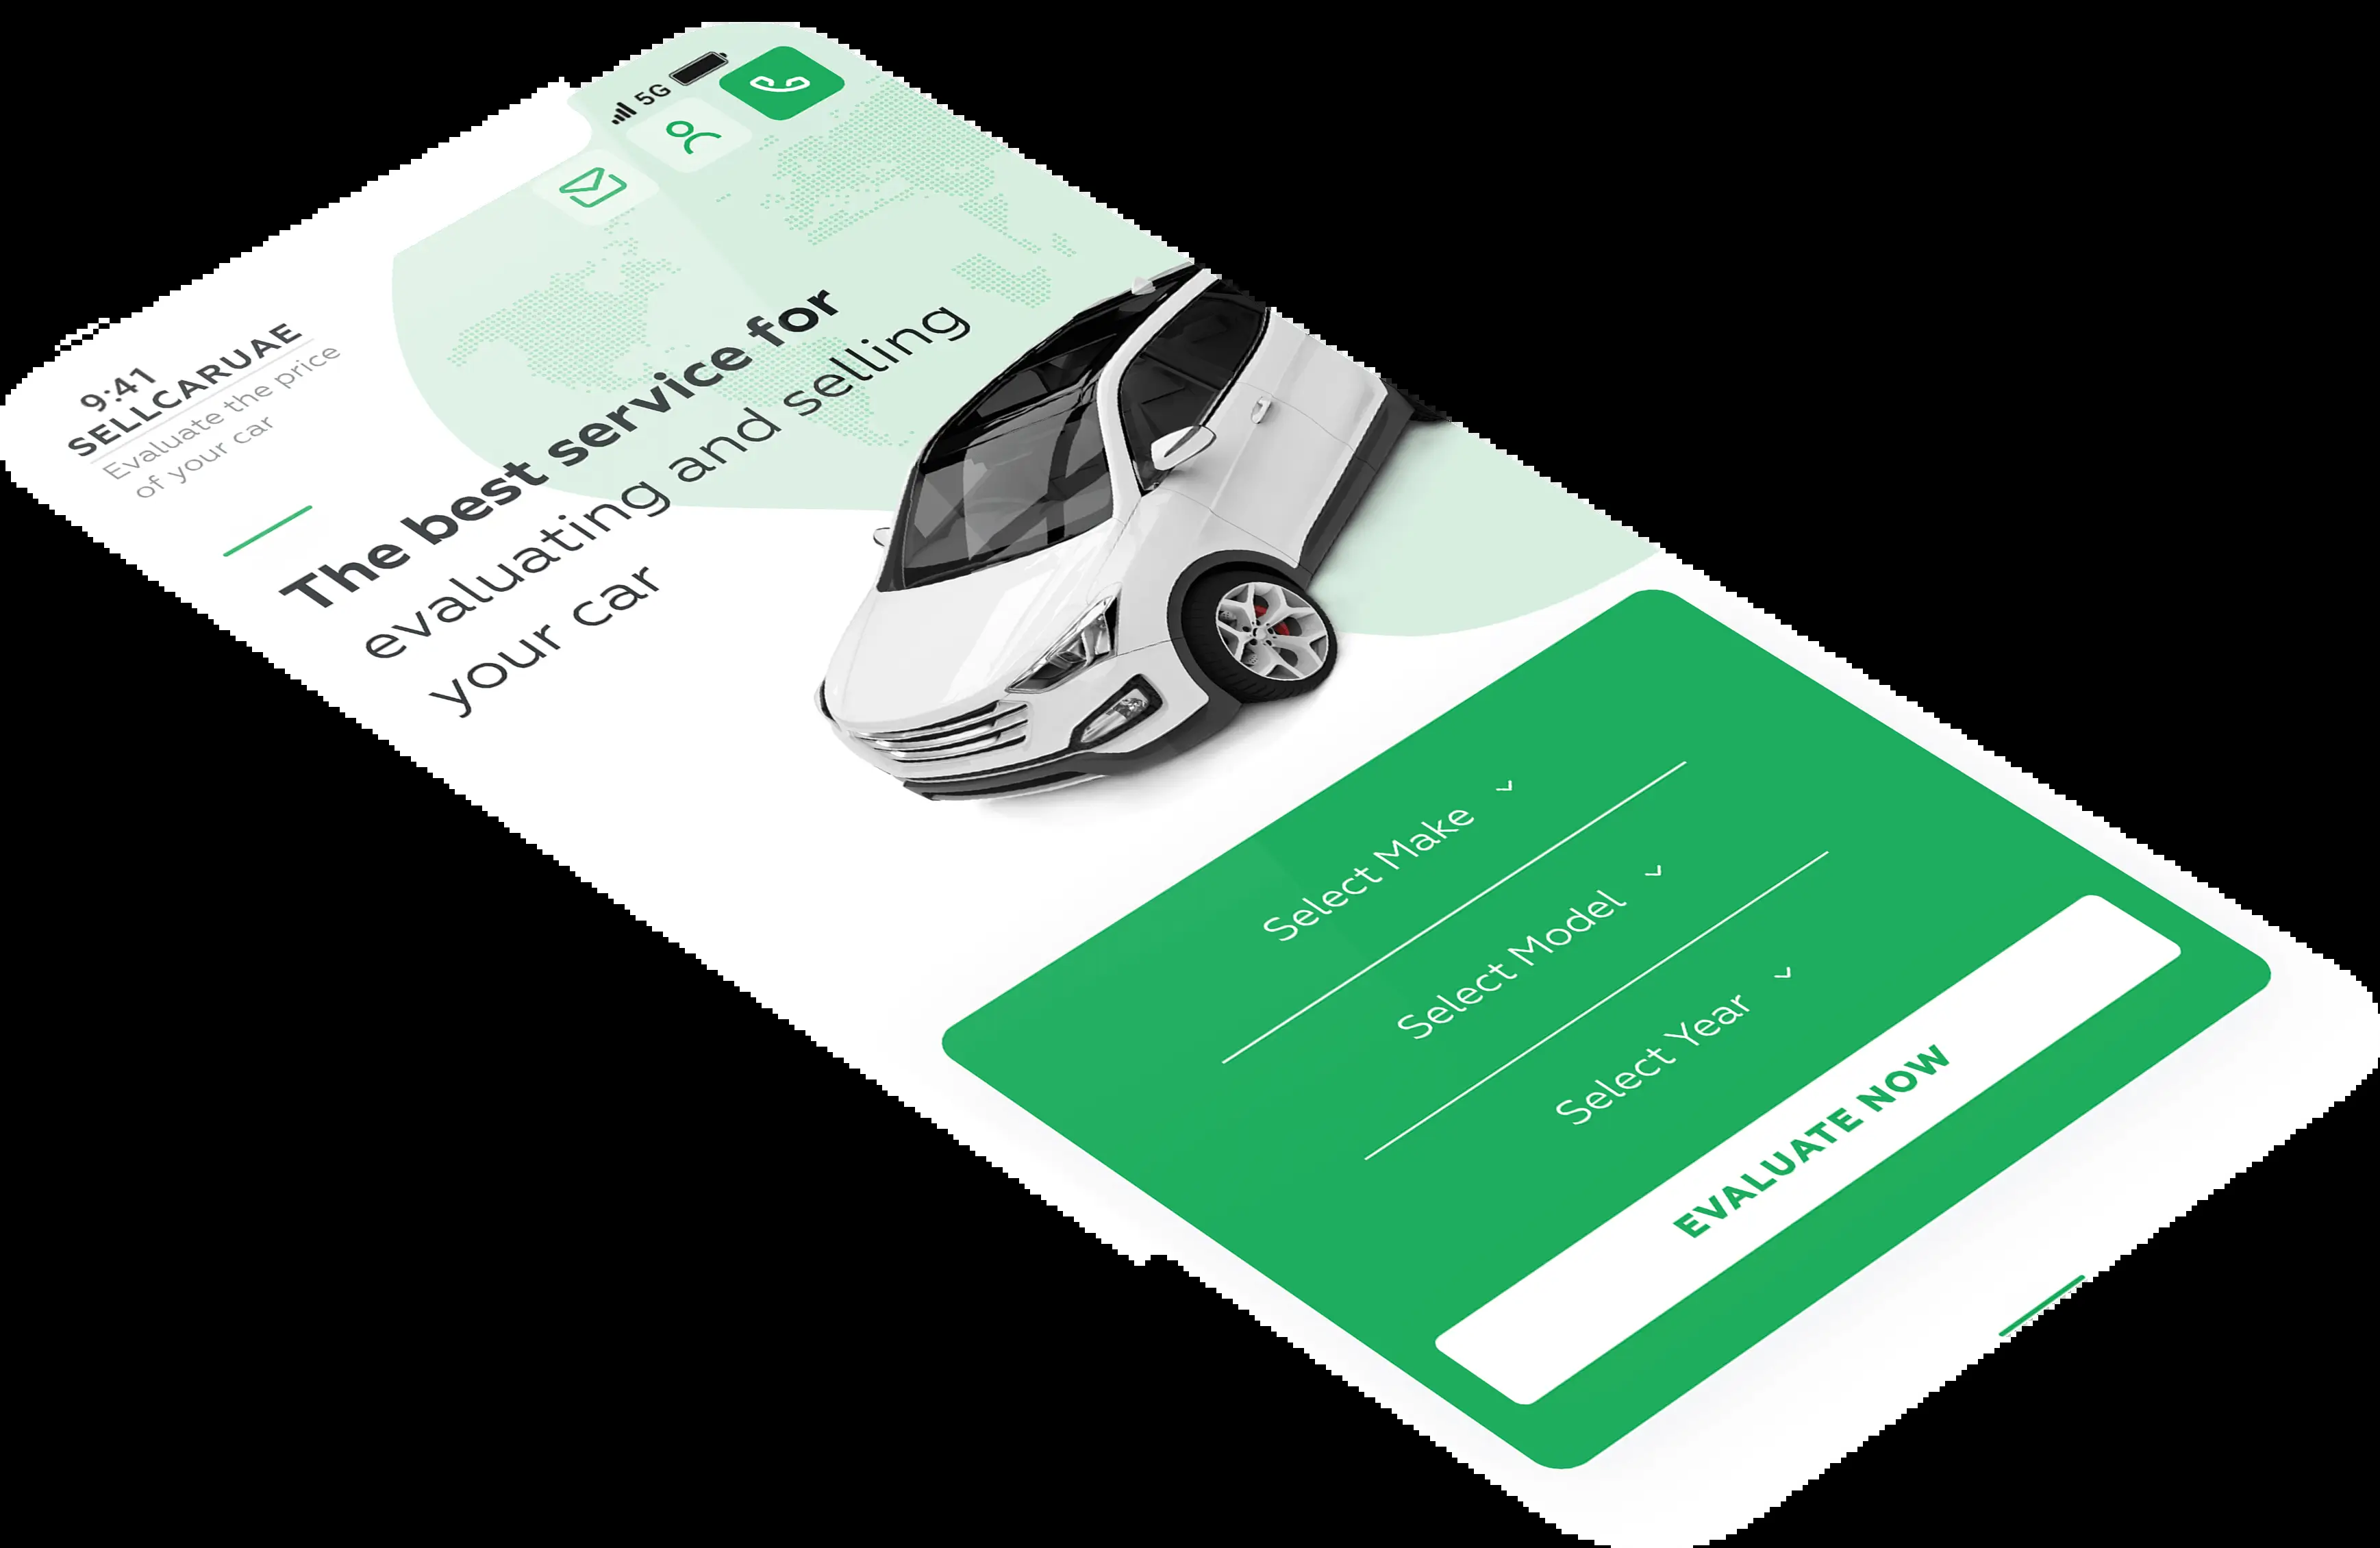 9:41
5G
SELLCARUAE
Evaluate the price
of your car
The best service for
evaluating and selling
your car
Select Make
Select Model
Select Year
EVALUATE NOW